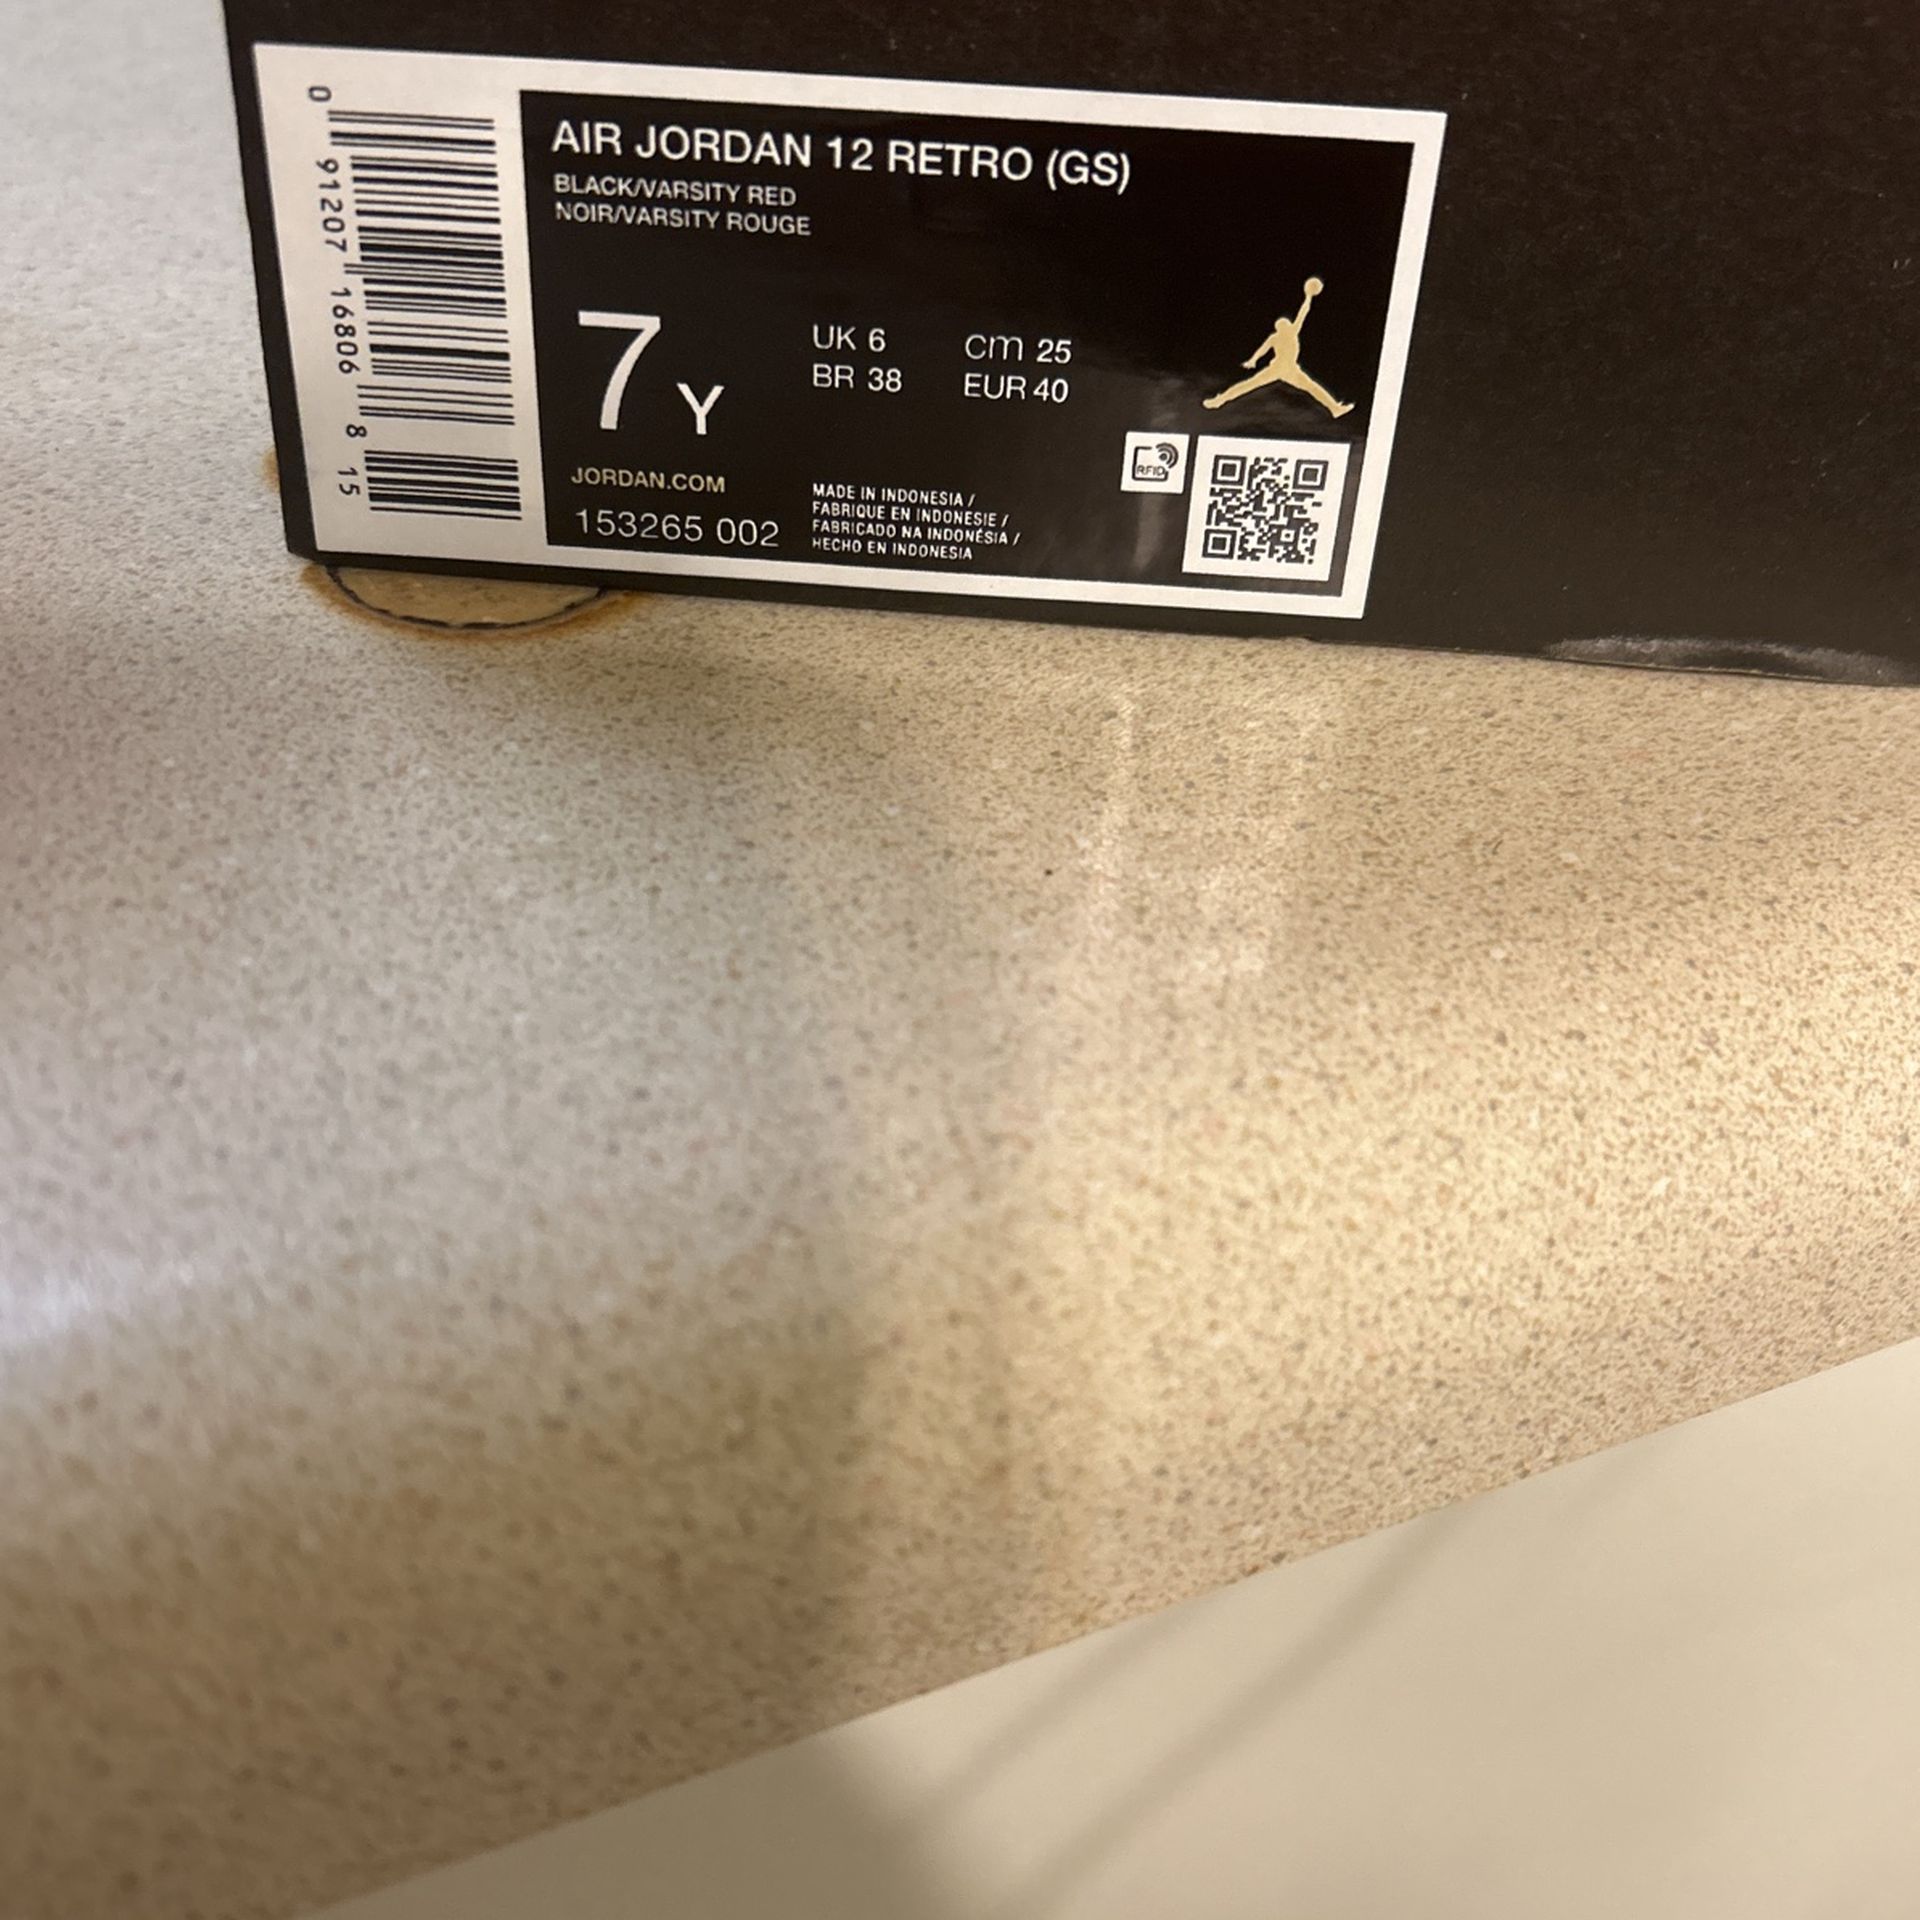 0 91207 16806 8 15
AIR JORDAN 12 RETRO (GS)
BLACK/VARSITY RED
NOIR/VARSITY ROUGE
7 Y
UK 6
BR 38
cm 25
EUR 40
JORDAN.COM
153265 002
MADE IN INDONESIA /
FABRIQUE EN INDONESIE /
FABRICADO NA INDONÉSIA /
HECHO EN INDONESIA
RFID